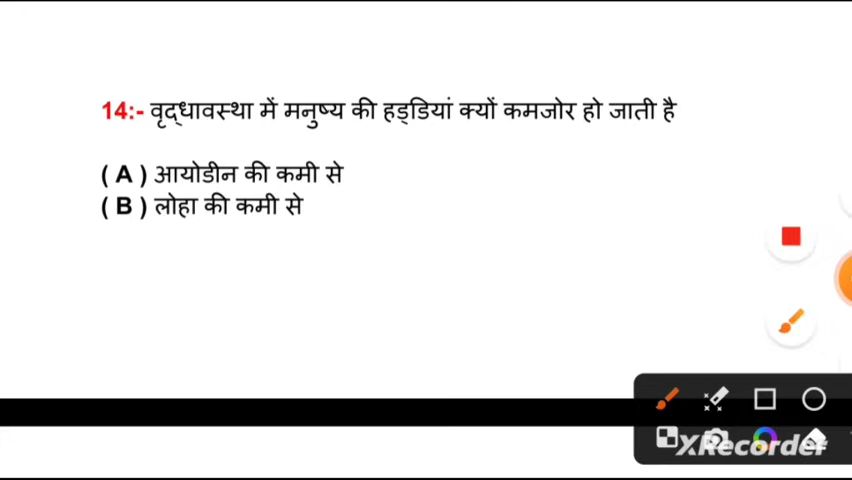 14:- वृद्धावस्था में मनुष्य की हड्डियां क्यों कमजोर हो जाती है
( A ) आयोडीन की कमी से
( B ) लोहा की कमी से
XRecorder